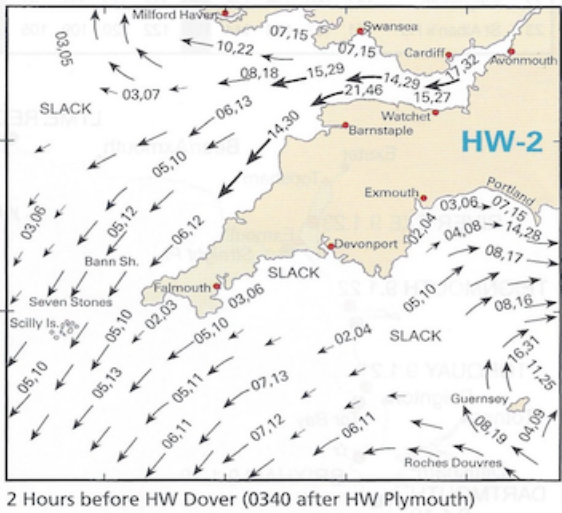 Milford Haven
Swansea
03,05
07,15
10,22
07,15
Cardiff
Avonmouth
17,32
08,18
15,29
14,29
03,07
21,46
15,27
SLACK
06,13
Watchet
14,30
Barnstaple
HW-2
05,10
Exmouth
Portland
03,06
07,15
03,06
05,12
06,12
02,04
04,08
14,28
Devonport
08,17
Bann Sh.
SLACK
Falmouth
03,06
05,10
08,16
Seven Stones
02,03
Scilly Is.
05,10
05,10
02,04
SLACK
16,31
05,10
05,13
05,11
07,13
11,25
Guernsey
06,11
07,12
06,11
08,19
04,09
Roches Douvres
2 Hours before HW Dover (0340 after HW Plymouth)